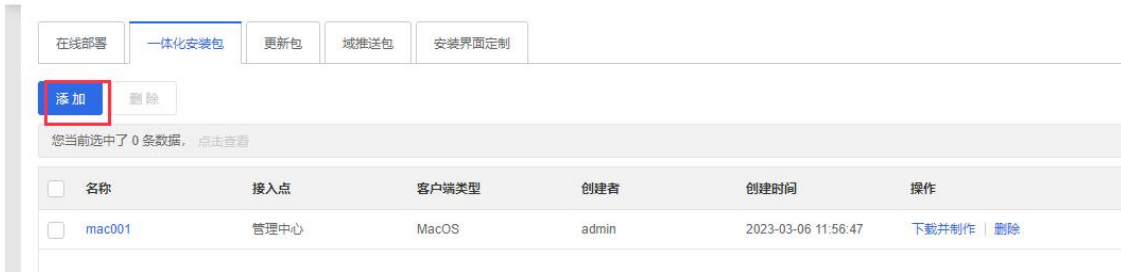 在线部署 一体化安装包 更新包 域推送包 安装界面定制
添加 删除
您当前选中了 0 条数据， 点击查看
名称 接入点 客户端类型 创建者 创建时间 操作
mac001 管理中心 MacOS admin 2023-03-06 11:56:47 下载并制作 | 删除